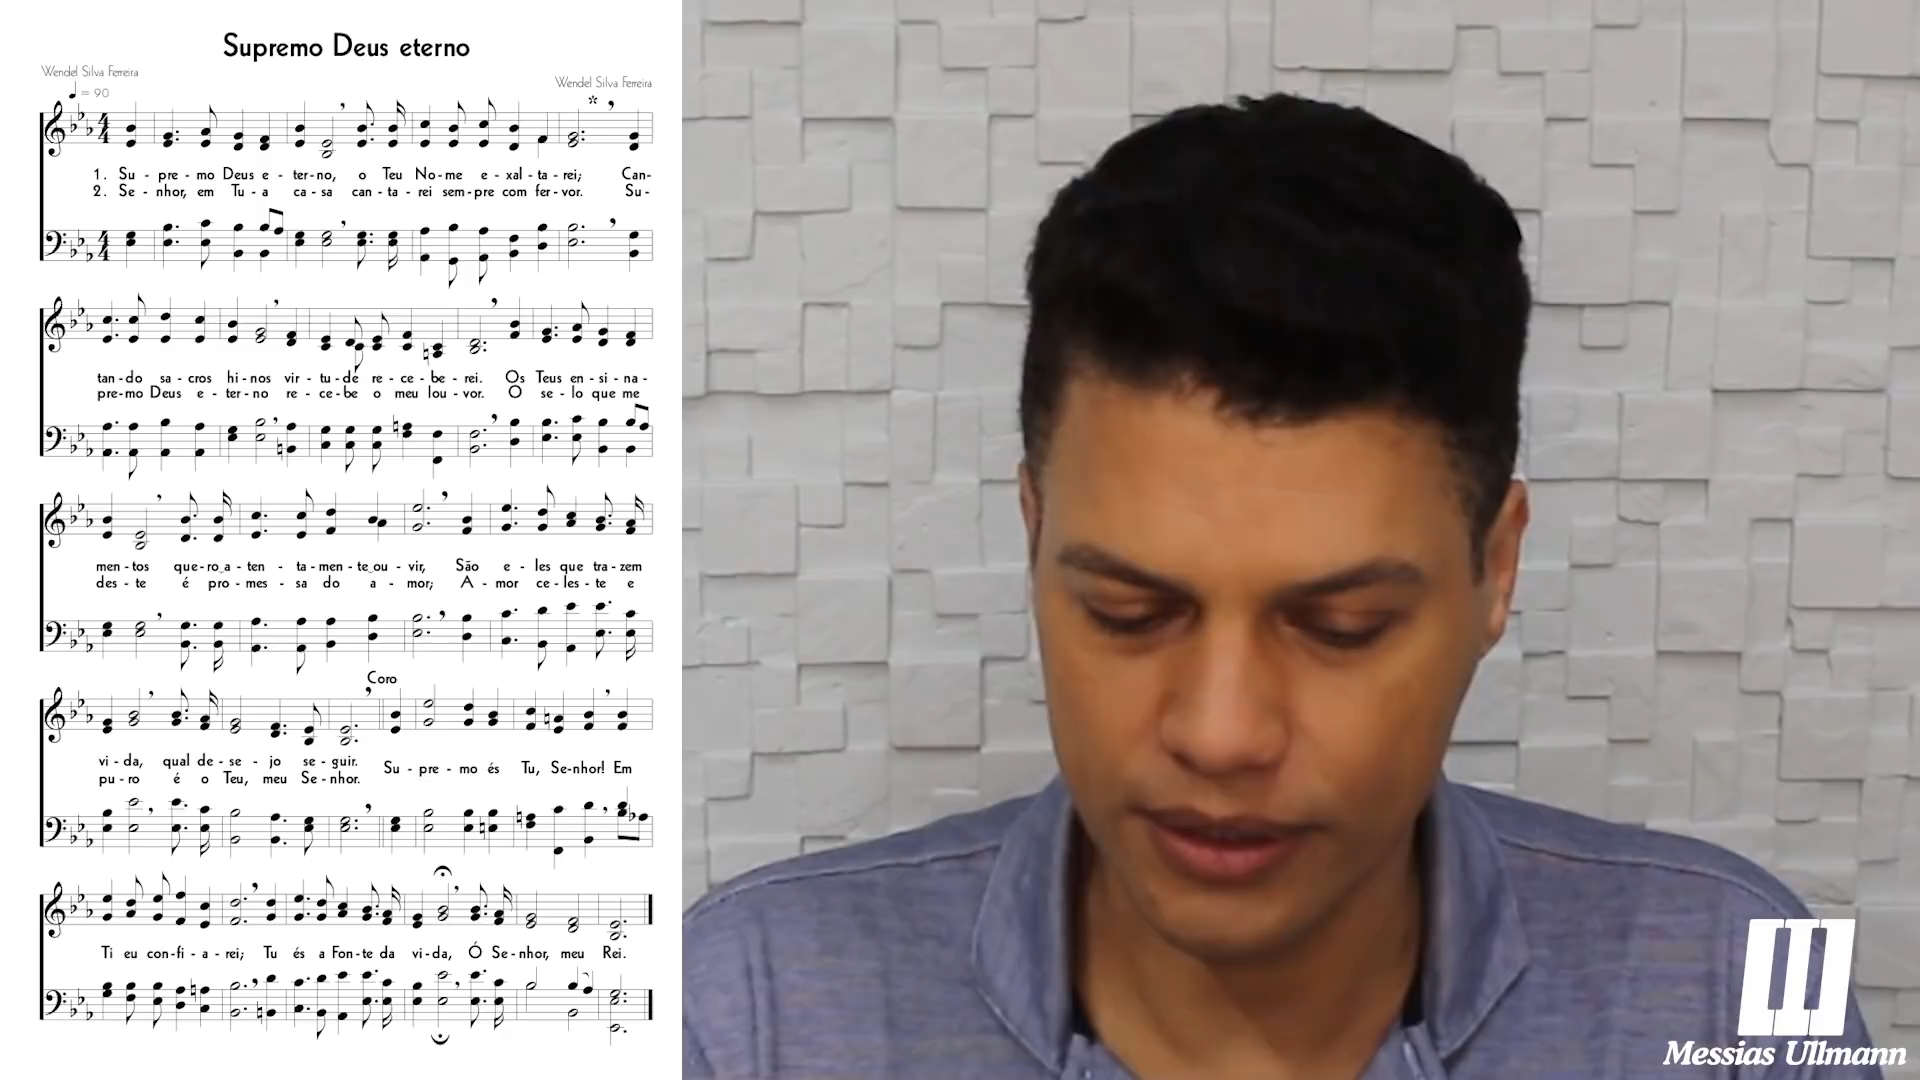 Supremo Deus eterno
Wendel Silva Ferreira
Wendel Silva Ferreira
= 90
1. Su - pre - mo Deus e - ter - no, o Teu No - me e - xal - ta - rei; Can-
2. Se - nhor, em Tu - a ca - sa can - ta - rei sem - pre com fer - vor. Su -
tan - do sa - cros hi - nos vir - tu - de re - ce - be - rei. Os Teus en - si - na -
pre - mo Deus e - ter - no re - ce - be o meu lou - vor. O se - lo que me
men - tos que - ro_a - ten - ta - men - te_ou - vir, São e - les que tra - zem
des - te é pro - mes - sa do a - mor; A - mor ce - les - te e
Coro
vi - da, qual de - se - jo se - guir.
pu - ro é o Teu, meu Se - nhor.
Su - pre - mo és Tu, Se - nhor! Em
Ti eu con - fi - a - rei; Tu és a Fon - te da vi - da, Ó Se - nhor, meu Rei.
Messias Ullmann